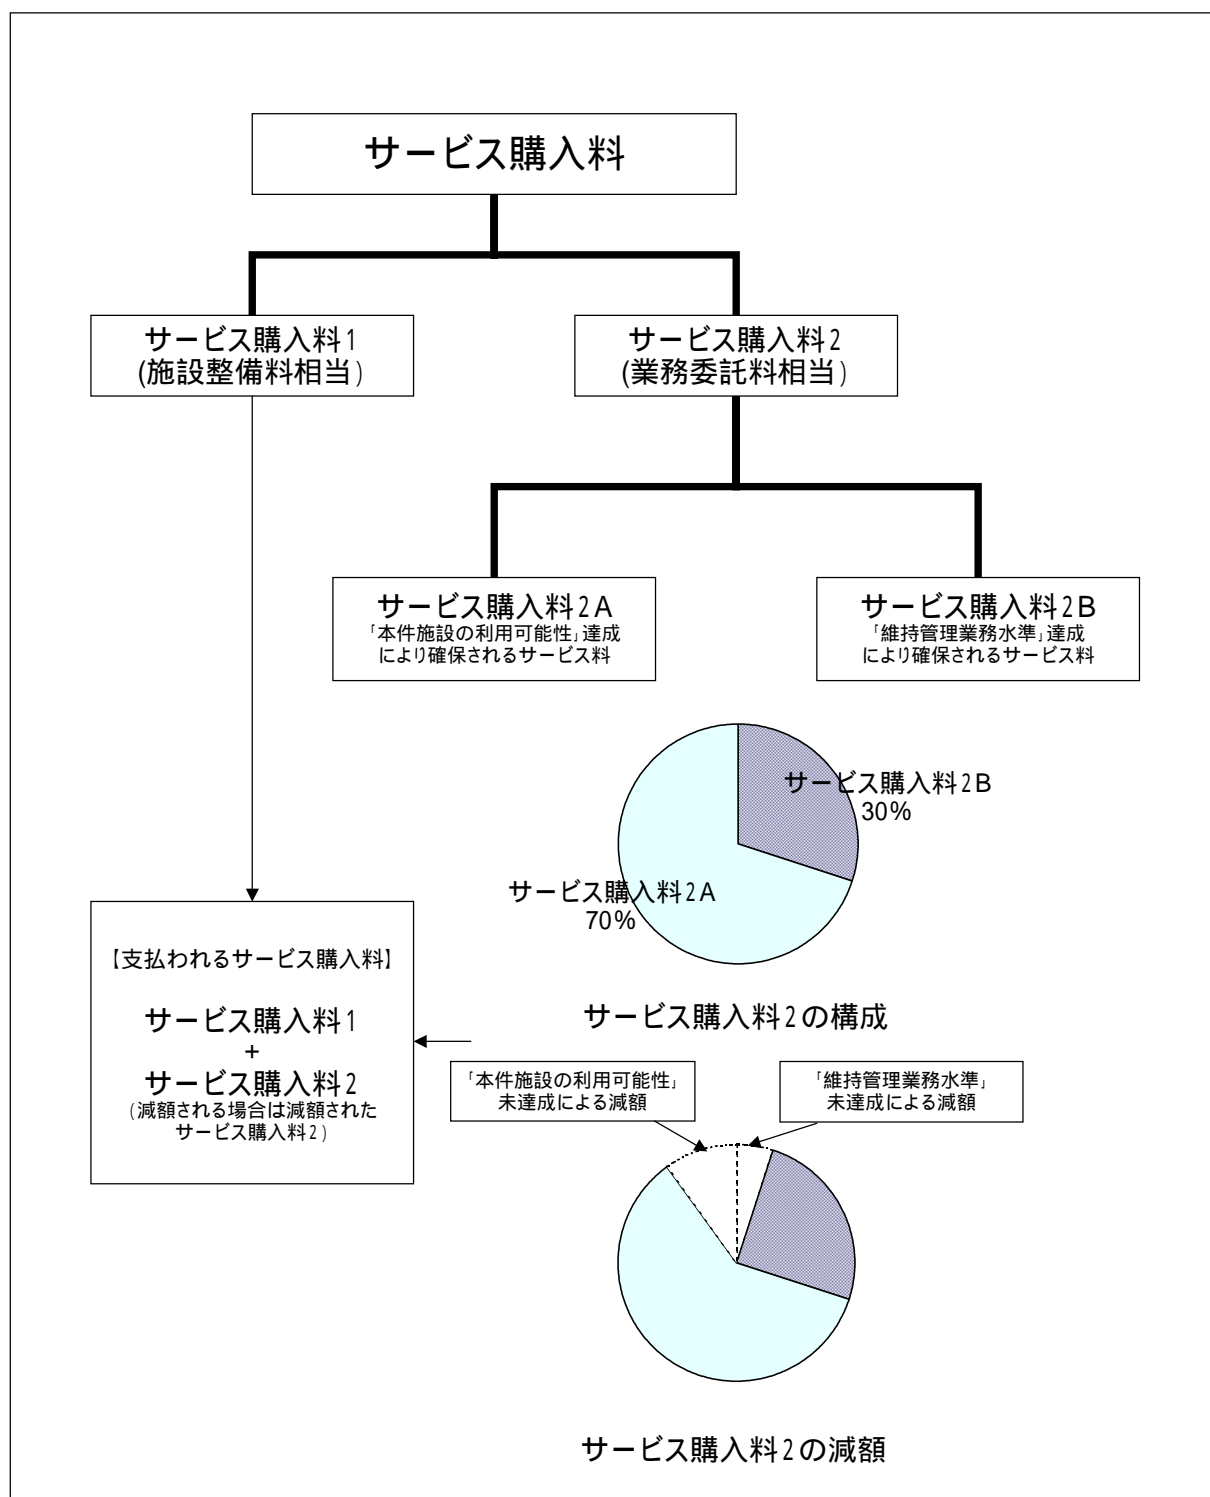 サービス購入料
サービス購入料1
(施設整備料相当)
サービス購入料2
(業務委託料相当)
サービス購入料2A
「本件施設の利用可能性」達成
により確保されるサービス料
サービス購入料2B
「維持管理業務水準」達成
により確保されるサービス料
サービス購入料2B
30%
サービス購入料2A
70%
サービス購入料2の構成
【支払われるサービス購入料】
サービス購入料1
+
サービス購入料2
(減額される場合は減額された
サービス購入料2)
「本件施設の利用可能性」
未達成による減額
「維持管理業務水準」
未達成による減額
サービス購入料2の減額